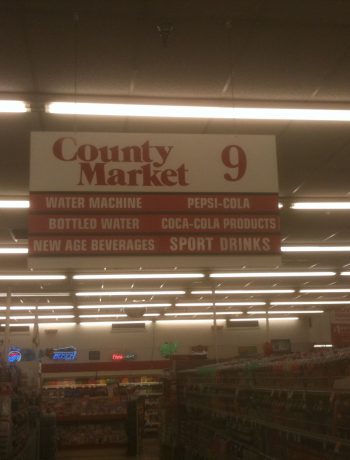 County
Market 9
WATER MACHINE PEPSI-COLA
BOTTLED WATER COCA-COLA PRODUCTS
NEW AGE BEVERAGES SPORT DRINKS